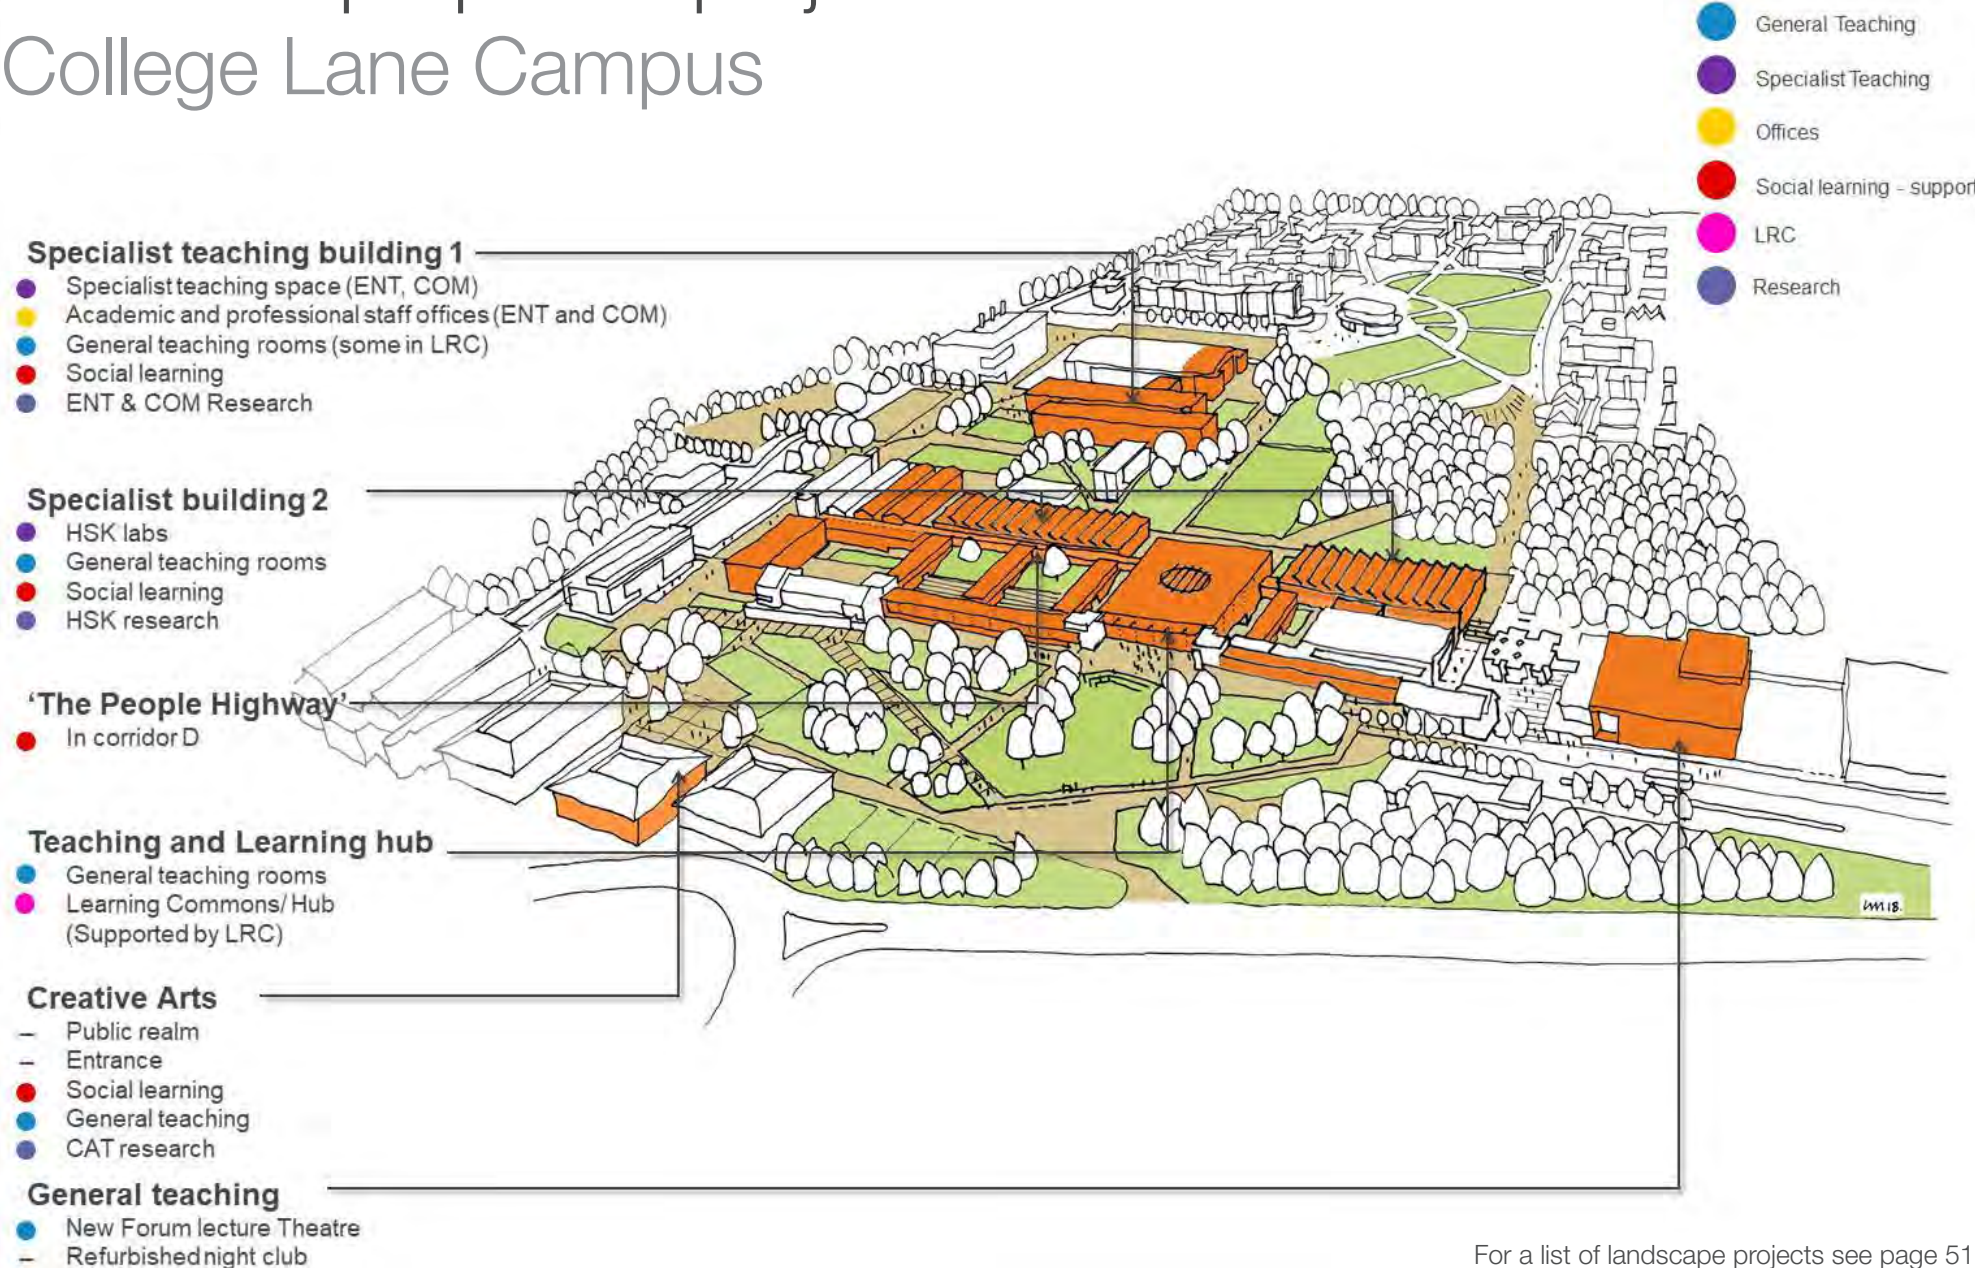 College Lane Campus
General Teaching
Specialist Teaching
Offices
Social learning - support
LRC
Research
Specialist teaching building 1
Specialist teaching space (ENT, COM)
Academic and professional staff offices (ENT and COM)
General teaching rooms (some in LRC)
Social learning
ENT & COM Research
Specialist building 2
HSK labs
General teaching rooms
Social learning
HSK research
‘The People Highway’
In corridor D
Teaching and Learning hub
General teaching rooms
Learning Commons/ Hub
(Supported by LRC)
Creative Arts
– Public realm
– Entrance
Social learning
General teaching
CAT research
General teaching
New Forum lecture Theatre
– Refurbished night club
For a list of landscape projects see page 51